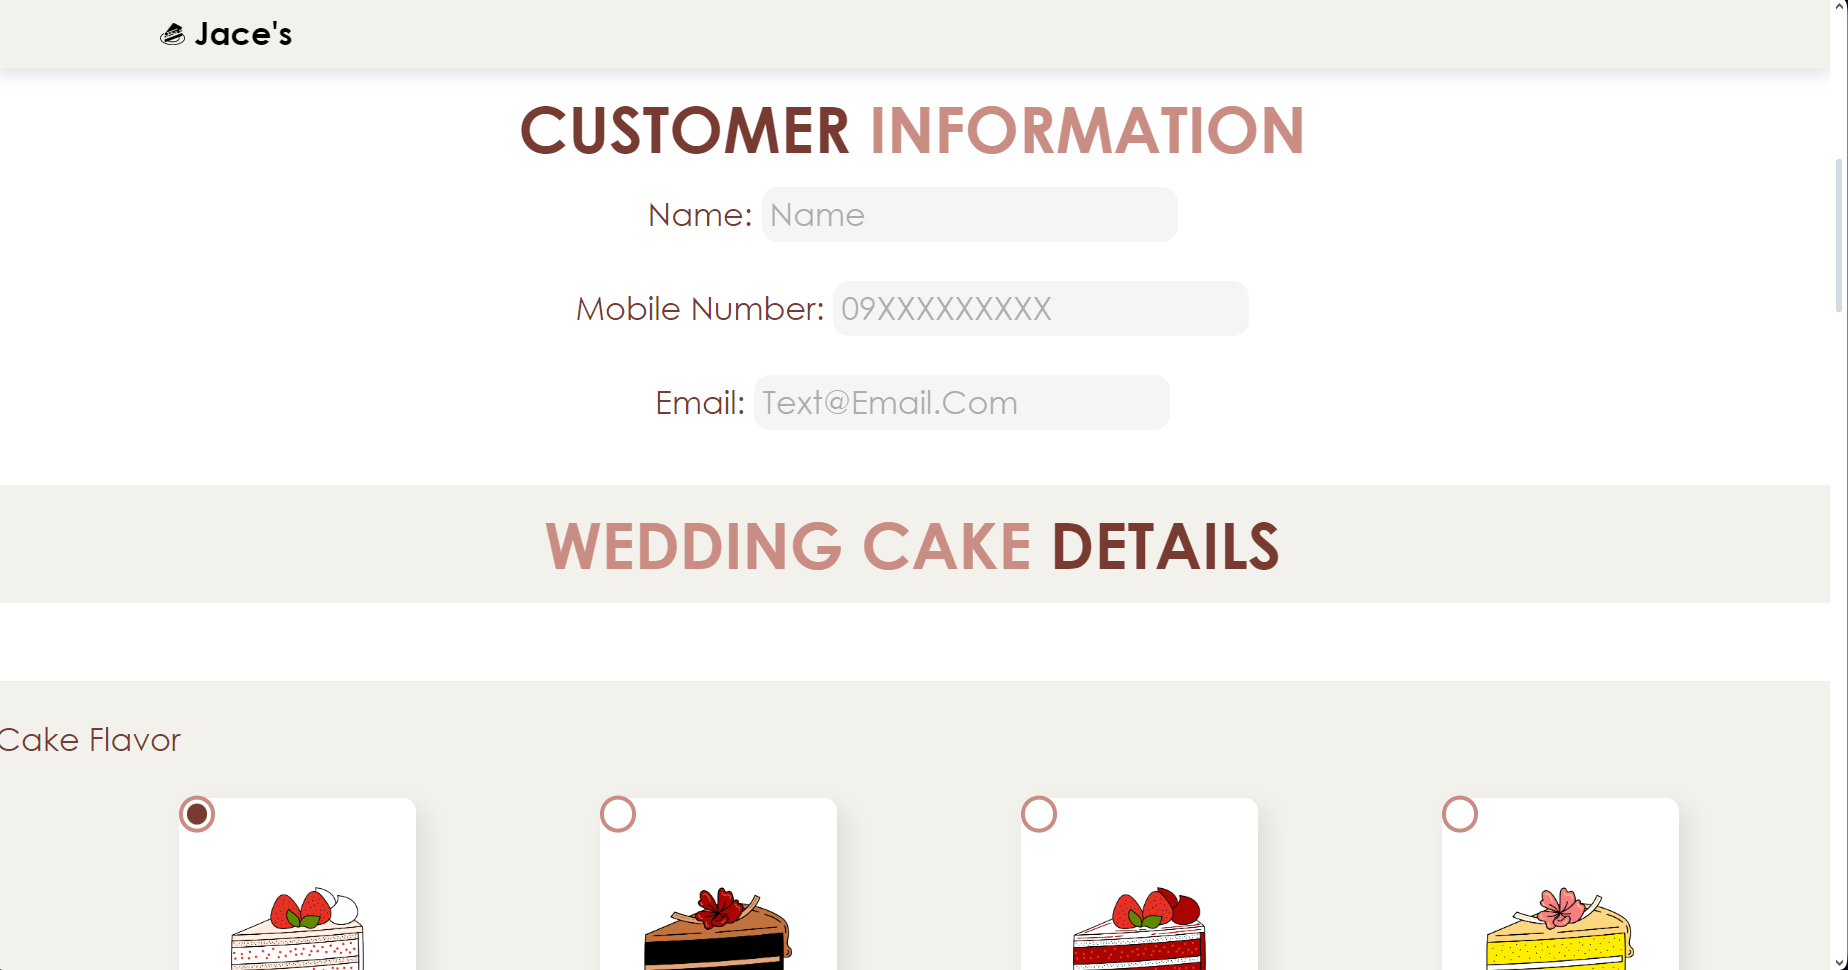 Jace's
CUSTOMER INFORMATION
Name: Name
Mobile Number: 09XXXXXXXXX
Email: Text@Email.Com
WEDDING CAKE DETAILS
Cake Flavor